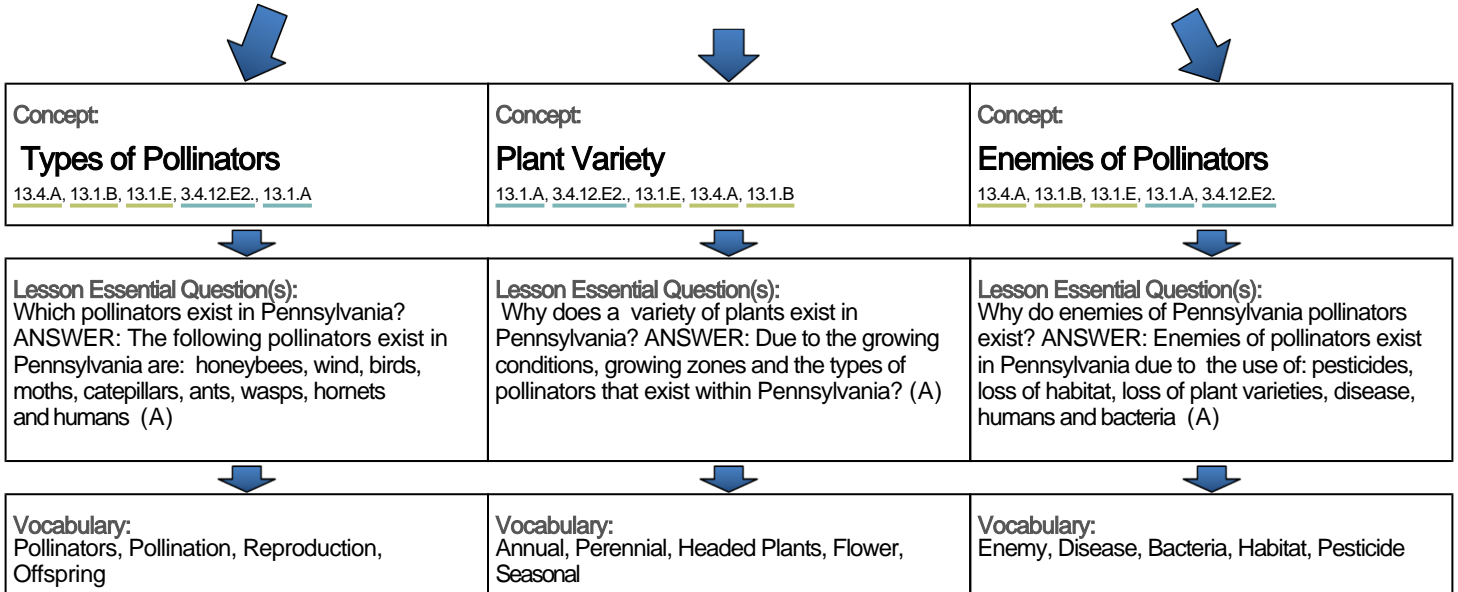 Concept:
Types of Pollinators
13.4.A, 13.1.B, 13.1.E, 3.4.12.E2., 13.1.A
Concept:
Plant Variety
13.1.A, 3.4.12.E2., 13.1.E, 13.4.A, 13.1.B
Concept:
Enemies of Pollinators
13.4.A, 13.1.B, 13.1.E, 13.1.A, 3.4.12.E2.
Lesson Essential Question(s):
Which pollinators exist in Pennsylvania?
ANSWER: The following pollinators exist in
Pennsylvania are: honeybees, wind, birds,
moths, catepillars, ants, wasps, hornets
and humans (A)
Lesson Essential Question(s):
Why does a variety of plants exist in
Pennsylvania? ANSWER: Due to the growing
conditions, growing zones and the types of
pollinators that exist within Pennsylvania? (A)
Lesson Essential Question(s):
Why do enemies of Pennsylvania pollinators
exist? ANSWER: Enemies of pollinators exist
in Pennsylvania due to the use of: pesticides,
loss of habitat, loss of plant varieties, disease,
humans and bacteria (A)
Vocabulary:
Pollinators, Pollination, Reproduction,
Offspring
Vocabulary:
Annual, Perennial, Headed Plants, Flower,
Seasonal
Vocabulary:
Enemy, Disease, Bacteria, Habitat, Pesticide